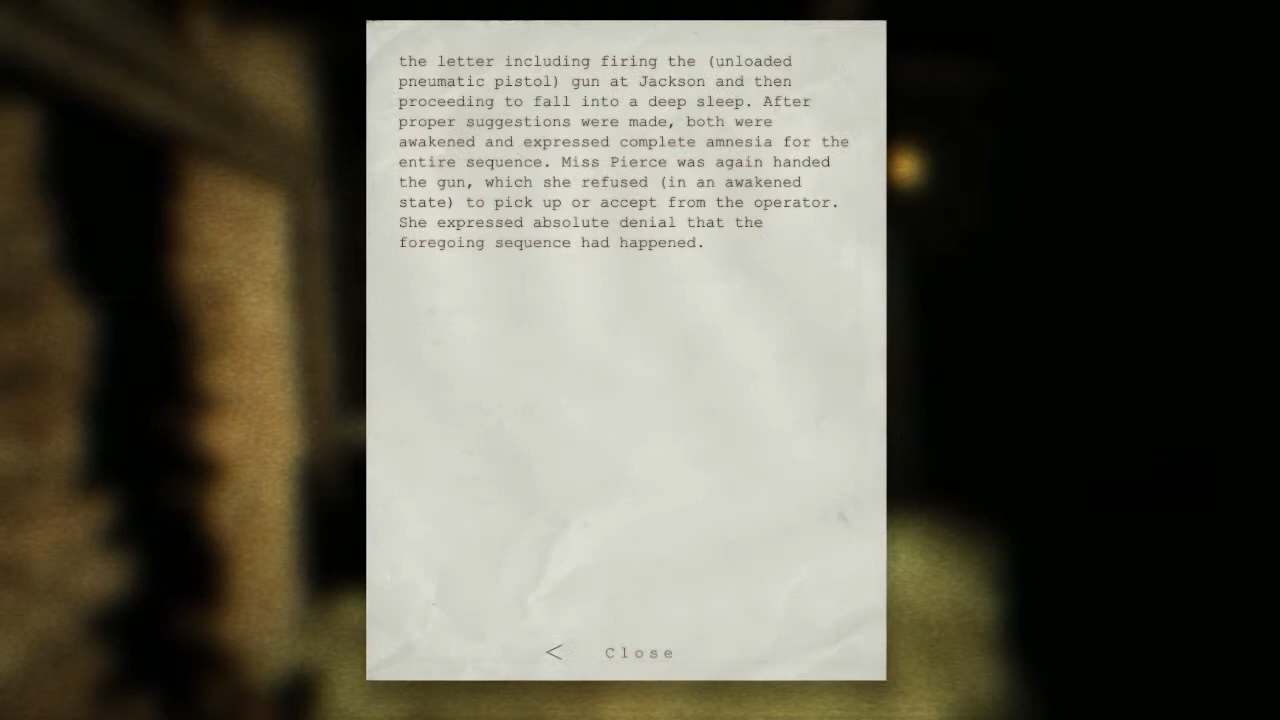 the letter including firing the (unloaded
pneumatic pistol) gun at Jackson and then
proceeding to fall into a deep sleep. After
proper suggestions were made, both were
awakened and expressed complete amnesia for the
entire sequence. Miss Pierce was again handed
the gun, which she refused (in an awakened
state) to pick up or accept from the operator.
She expressed absolute denial that the
foregoing sequence had happened.
< Close